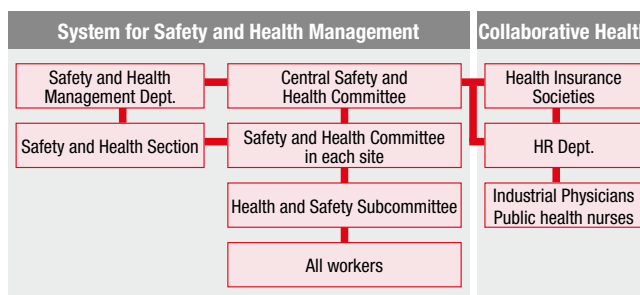 System for Safety and Health Management
Collaborative Health
Safety and Health
Management Dept.
Central Safety and
Health Committee
Health Insurance
Societies
Safety and Health Section
Safety and Health Committee
in each site
HR Dept.
Health and Safety Subcommittee
Industrial Physicians
Public health nurses
All workers